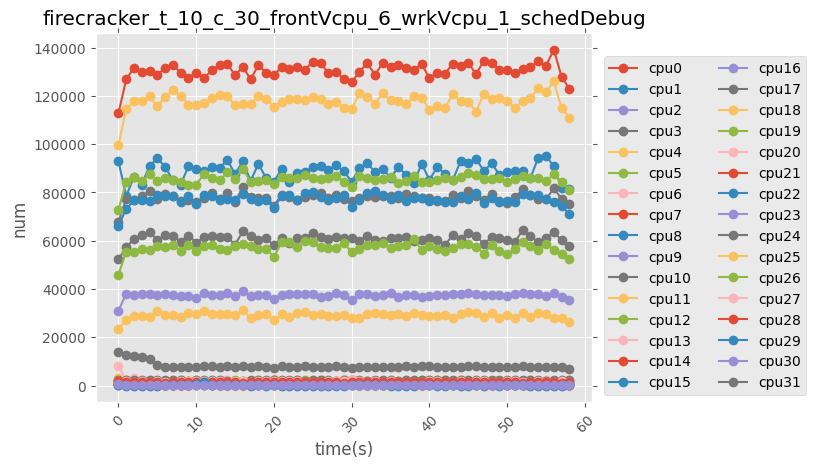 firecracker_t_10_c_30_frontVcpu_6_wrkVcpu_1_schedDebug
num
140000
120000
100000
80000
60000
40000
20000
0
0
10
20
30
40
50
60
time(s)
cpu0
cpu1
cpu2
cpu3
cpu4
cpu5
cpu6
cpu7
cpu8
cpu9
cpu10
cpu11
cpu12
cpu13
cpu14
cpu15
cpu16
cpu17
cpu18
cpu19
cpu20
cpu21
cpu22
cpu23
cpu24
cpu25
cpu26
cpu27
cpu28
cpu29
cpu30
cpu31